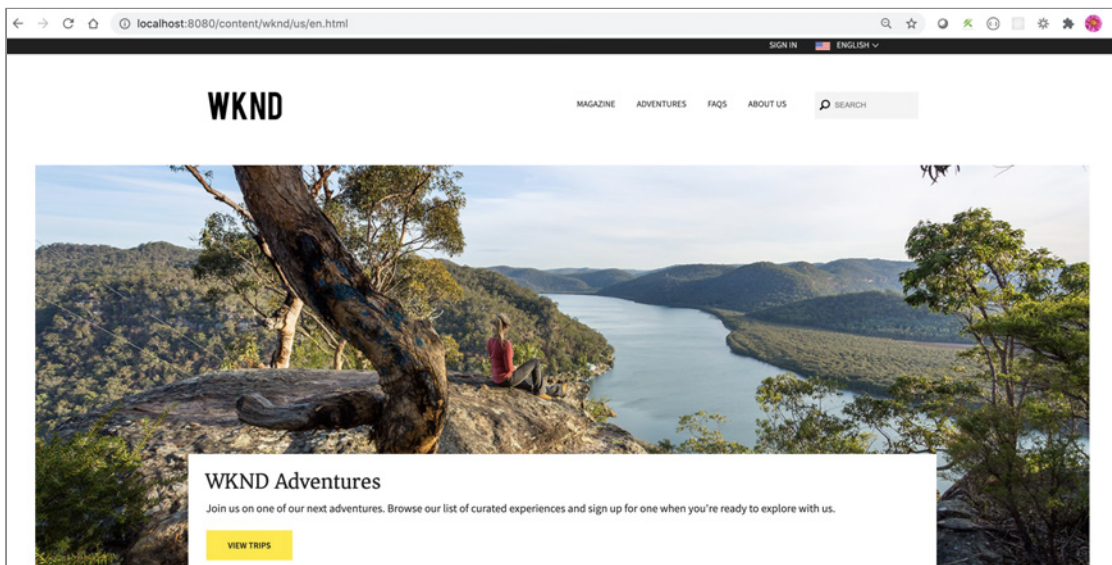 localhost:8080/content/wknd/us/en.html
SIGN IN ENGLISH
WKND
MAGAZINE ADVENTURES FAQS ABOUT US SEARCH
WKND Adventures
Join us on one of our next adventures. Browse our list of curated experiences and sign up for one when you're ready to explore with us.
VIEW TRIPS